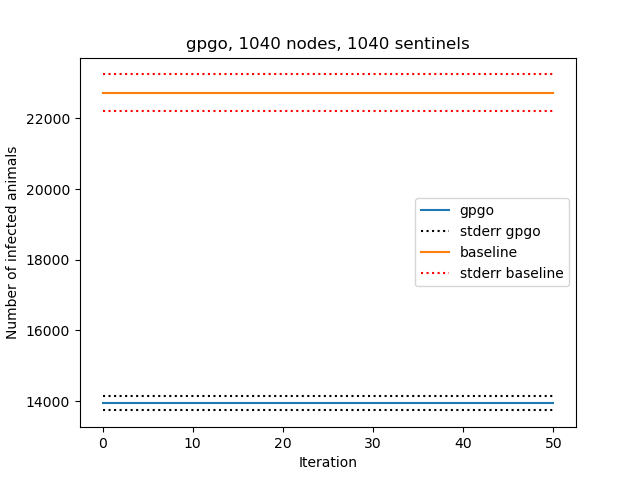 gpgo, 1040 nodes, 1040 sentinels
Number of infected animals
22000
20000
18000
16000
14000
gpgo
stderr gpgo
baseline
stderr baseline
0 10 20 30 40 50
Iteration